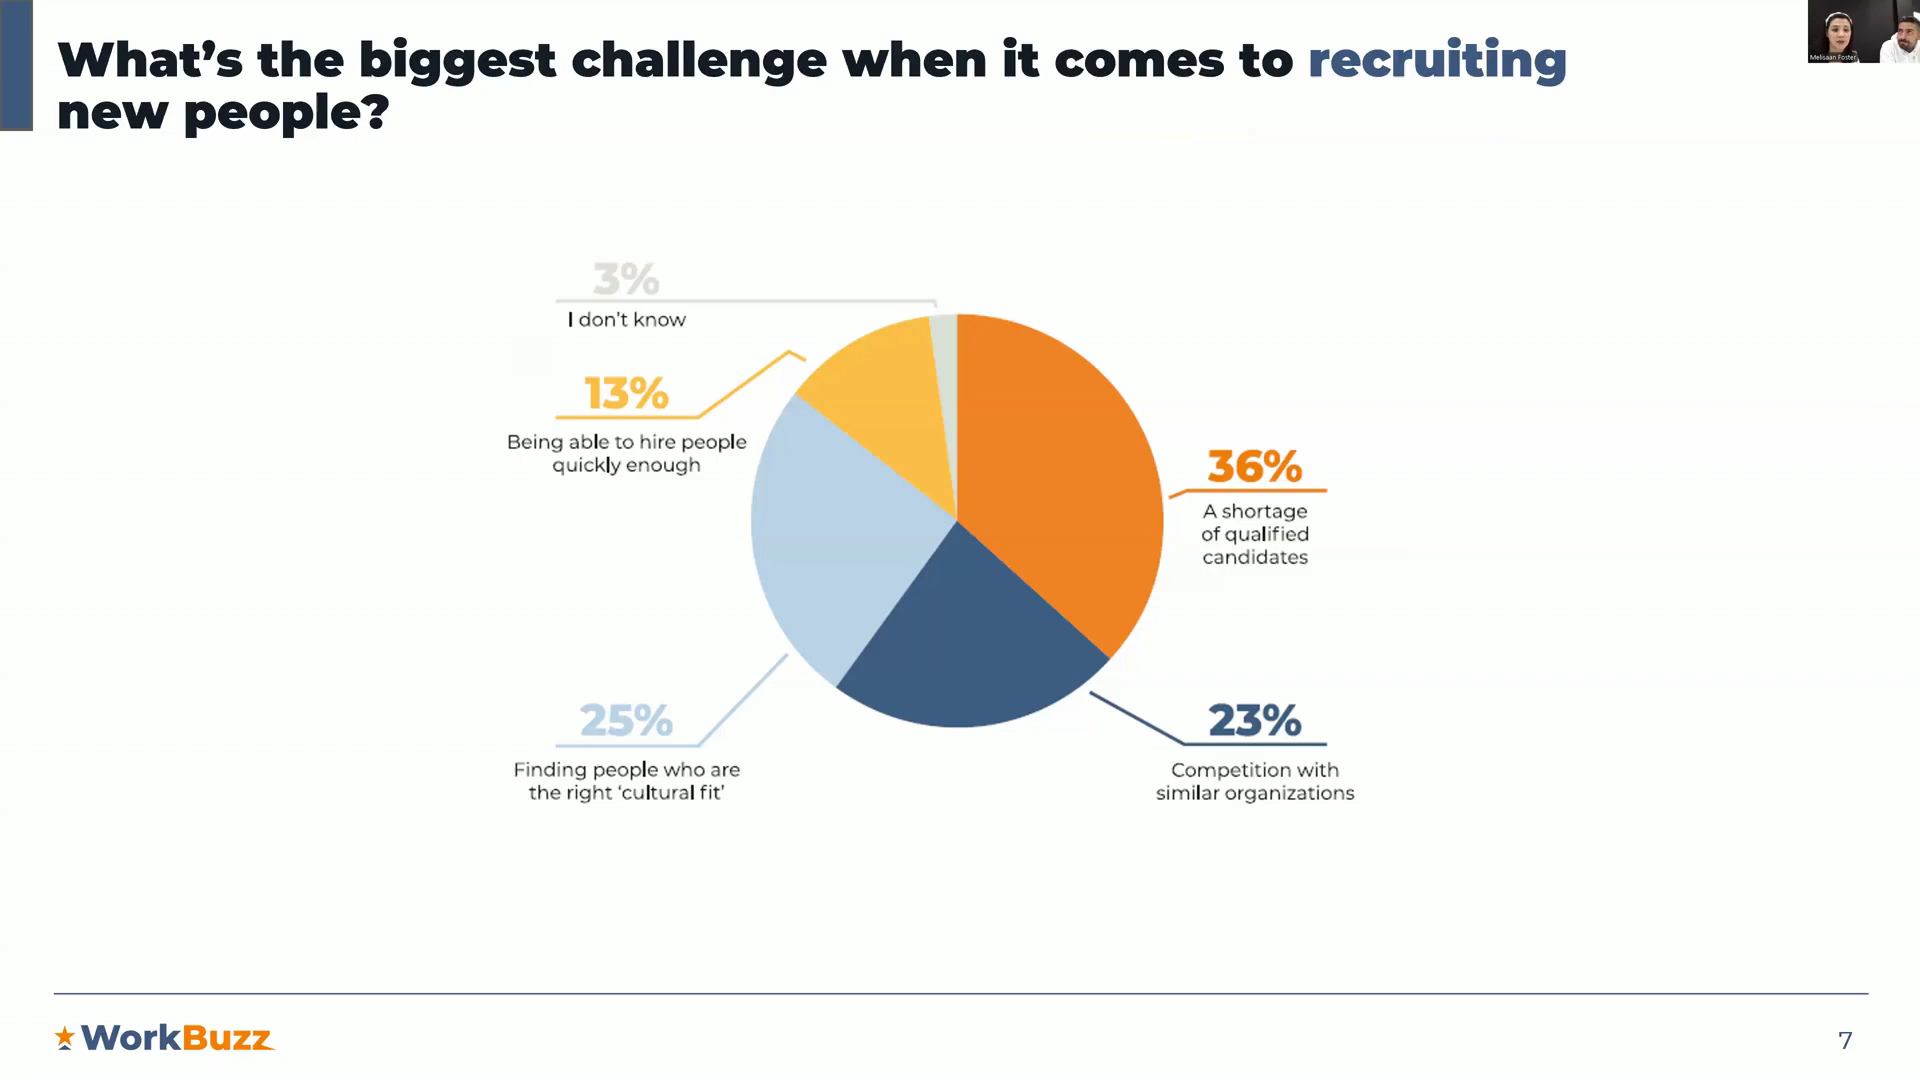 What’s the biggest challenge when it comes to recruiting
new people?
Melisaan Foster
3%
I don’t know
13%
Being able to hire people
quickly enough
36%
A shortage
of qualified
candidates
25%
Finding people who are
the right ‘cultural fit’
23%
Competition with
similar organizations
WorkBuzz
7